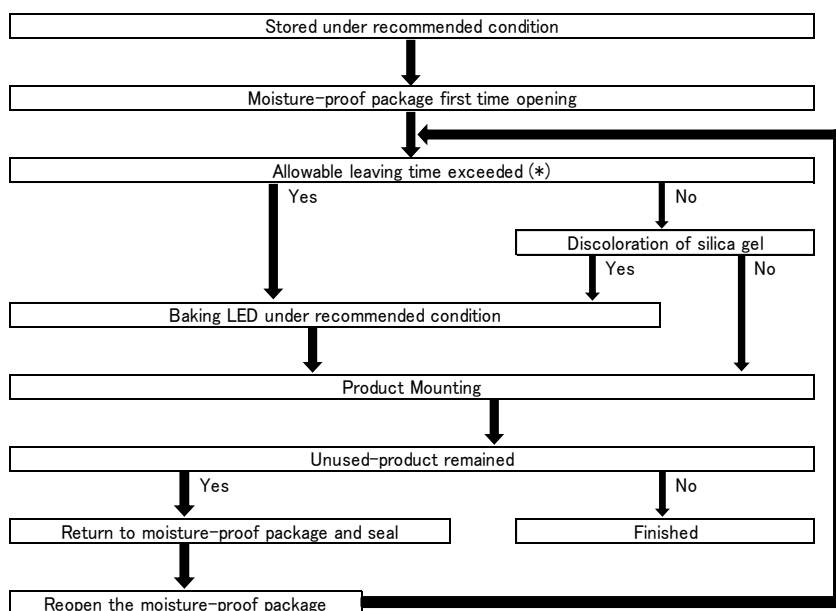 Stored under recommended condition
Moisture-proof package first time opening
Allowable leaving time exceeded (*)
Yes
No
Discoloration of silica gel
Yes
No
Baking LED under recommended condition
Product Mounting
Unused-product remained
Yes
No
Return to moisture-proof package and seal
Finished
Reopen the moisture-proof package